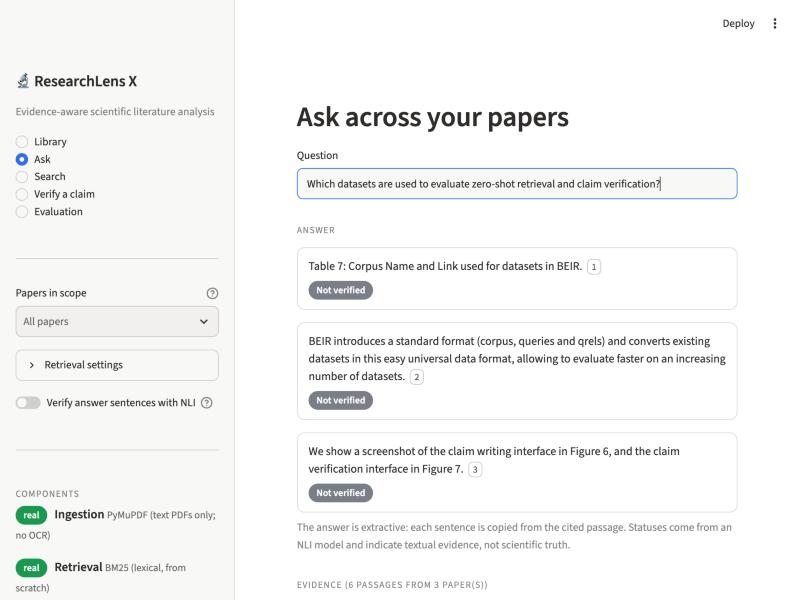 Deploy
ResearchLens X
Evidence-aware scientific literature analysis
Library
Ask
Search
Verify a claim
Evaluation
Papers in scope
All papers
Retrieval settings
Verify answer sentences with NLI
COMPONENTS
real Ingestion PyMuPDF (text PDFs only;
no OCR)
real Retrieval BM25 (lexical, from
scratch)
Ask across your papers
Question
Which datasets are used to evaluate zero-shot retrieval and claim verification?
ANSWER
Table 7: Corpus Name and Link used for datasets in BEIR. 1
Not verified
BEIR introduces a standard format (corpus, queries and qrels) and converts existing
datasets in this easy universal data format, allowing to evaluate faster on an increasing
number of datasets. 2
Not verified
We show a screenshot of the claim writing interface in Figure 6, and the claim
verification interface in Figure 7. 3
Not verified
The answer is extractive: each sentence is copied from the cited passage. Statuses come from an
NLI model and indicate textual evidence, not scientific truth.
EVIDENCE (6 PASSAGES FROM 3 PAPER(S))